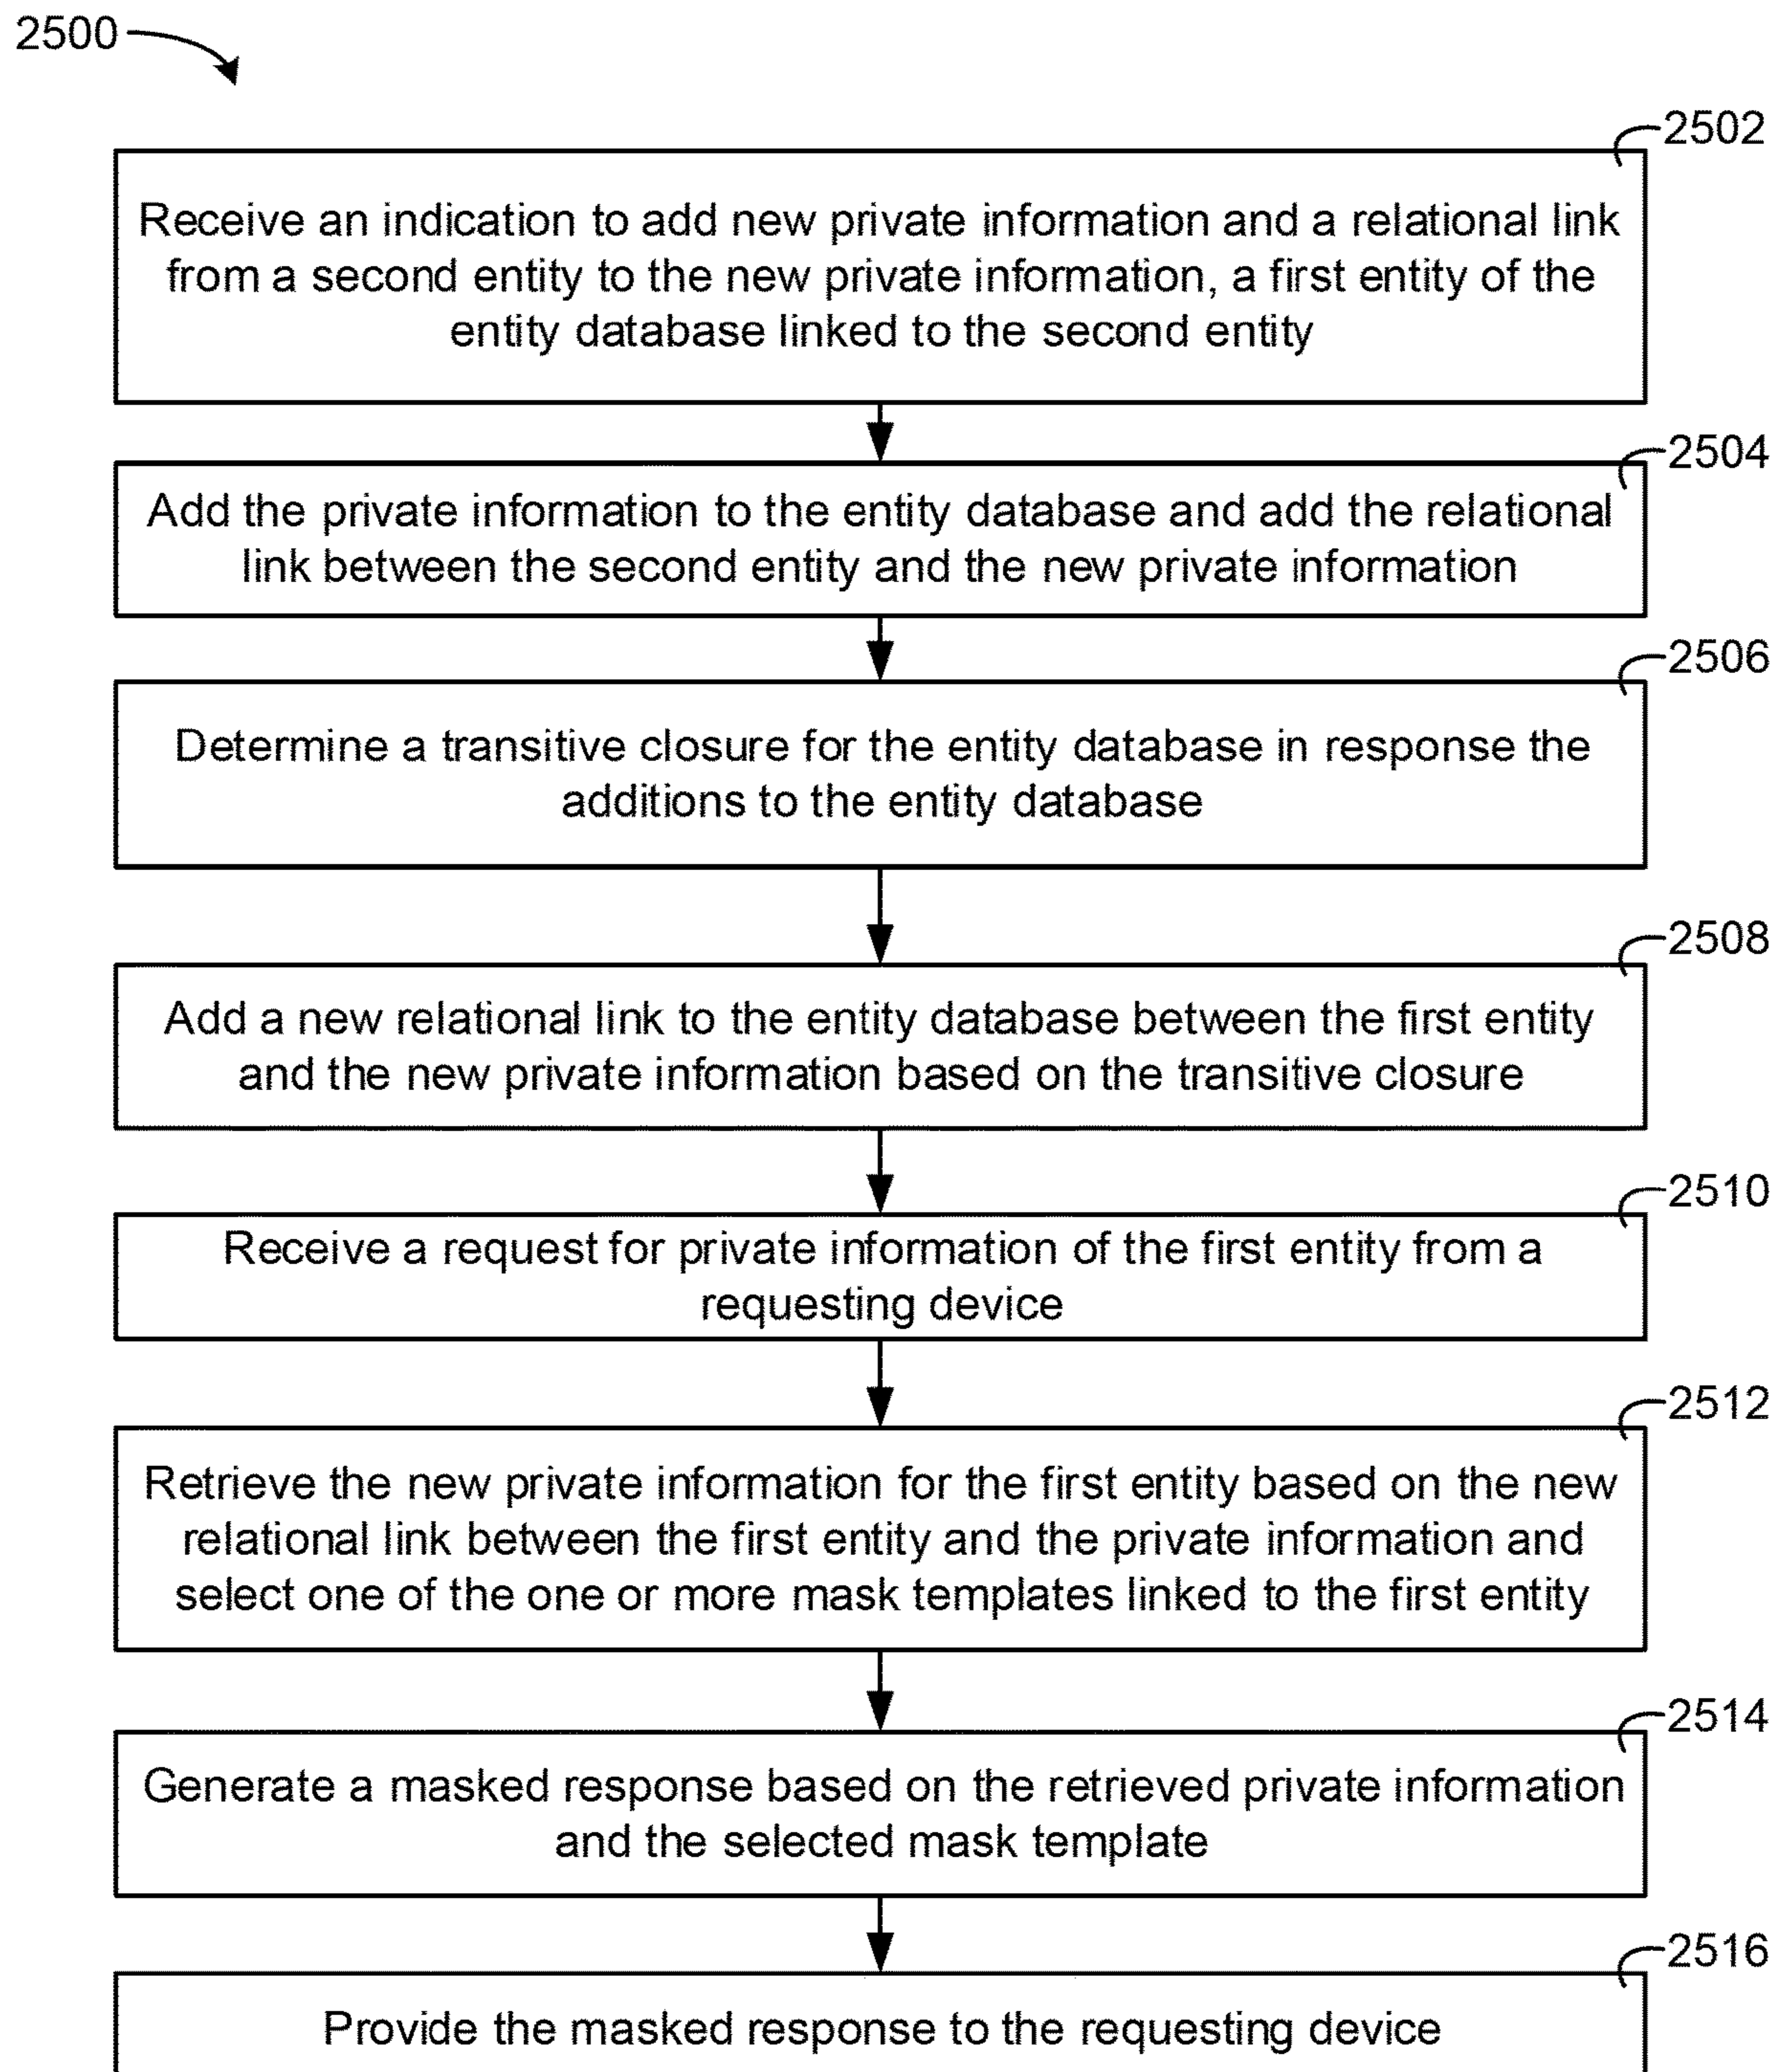 2500
2502
Receive an indication to add new private information and a relational link
from a second entity to the new private information, a first entity of the
entity database linked to the second entity
2504
Add the private information to the entity database and add the relational
link between the second entity and the new private information
2506
Determine a transitive closure for the entity database in response the
additions to the entity database
2508
Add a new relational link to the entity database between the first entity
and the new private information based on the transitive closure
2510
Receive a request for private information of the first entity from a
requesting device
2512
Retrieve the new private information for the first entity based on the new
relational link between the first entity and the private information and
select one of the one or more mask templates linked to the first entity
2514
Generate a masked response based on the retrieved private information
and the selected mask template
2516
Provide the masked response to the requesting device